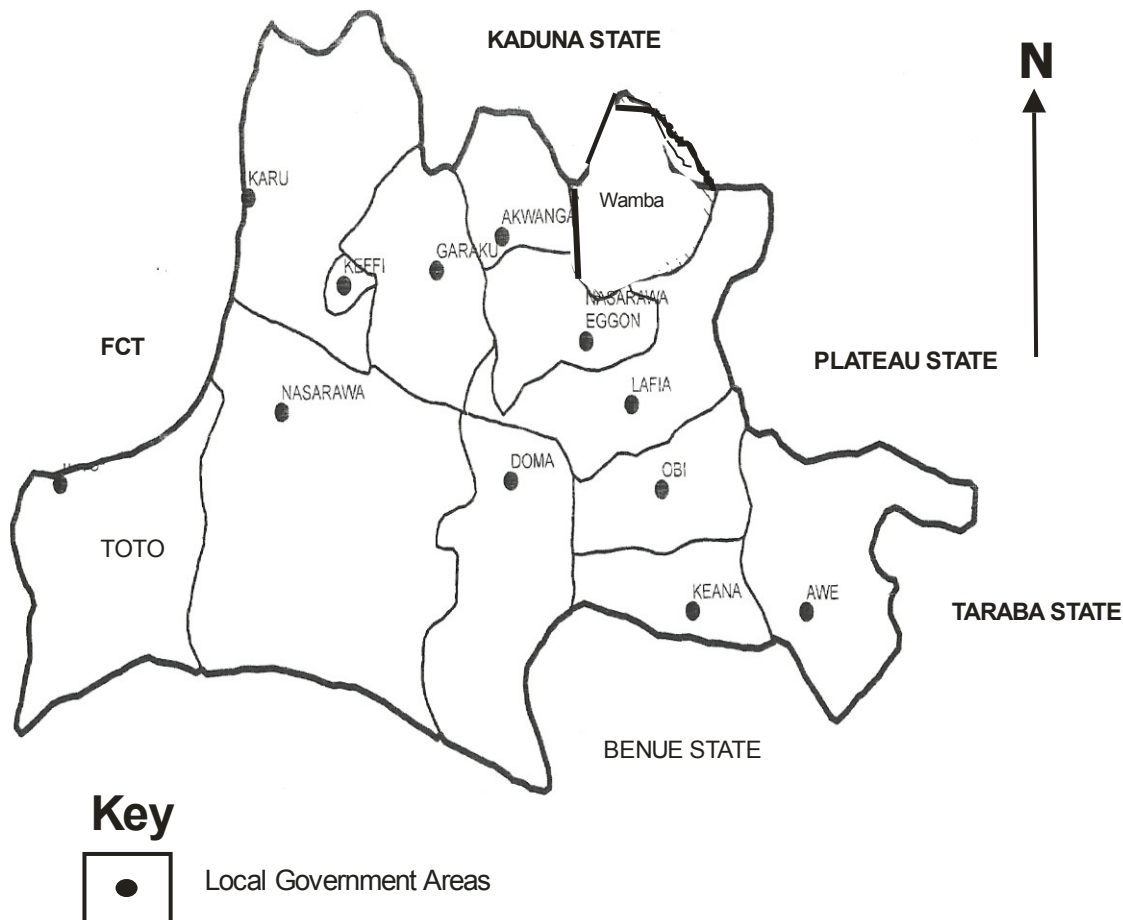 KADUNA STATE
N
KARU
Wamba
AKWANGA
GARAKU
KEFFI
NASARAWA
EGGON
FCT
PLATEAU STATE
NASARAWA
LAFIA
DOMA
OBI
TOTO
KEANA
AWE
TARABA STATE
BENUE STATE
Key
Local Government Areas